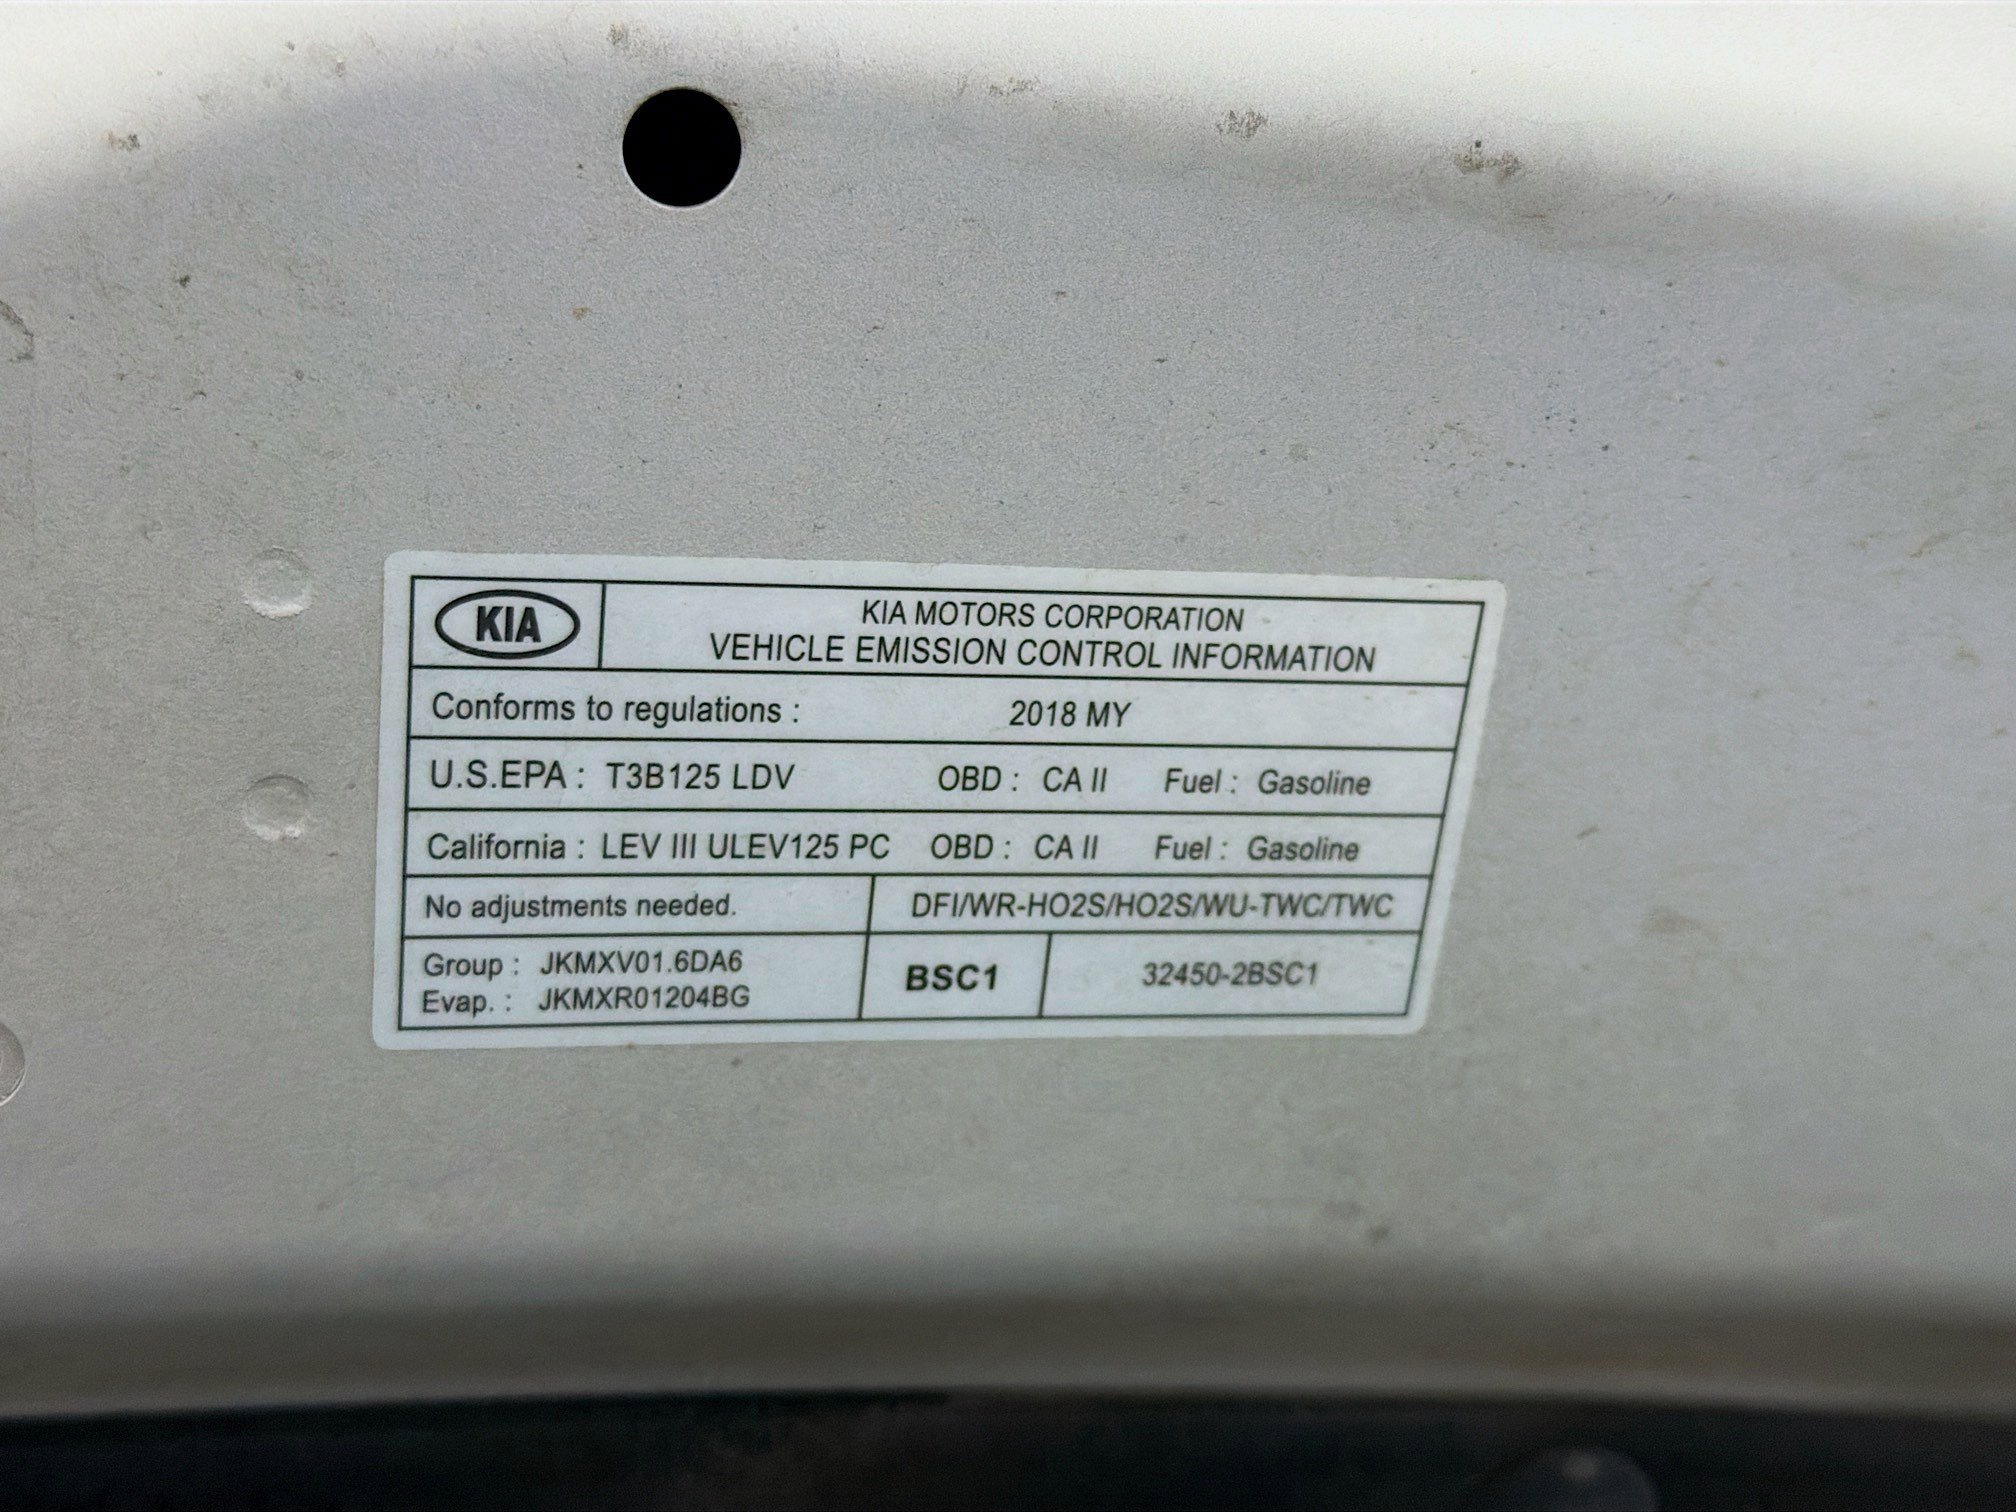 KIA
KIA MOTORS CORPORATION
VEHICLE EMISSION CONTROL INFORMATION
Conforms to regulations : 2018 MY
U.S.EPA : T3B125 LDV OBD : CA II Fuel : Gasoline
California : LEV III ULEV125 PC OBD : CA II Fuel : Gasoline
No adjustments needed. DFI/WR-HO2S/HO2S/WU-TWC/TWC
Group : JKMXV01.6DA6
Evap. : JKMXR01204BG
BSC1
32450-2BSC1